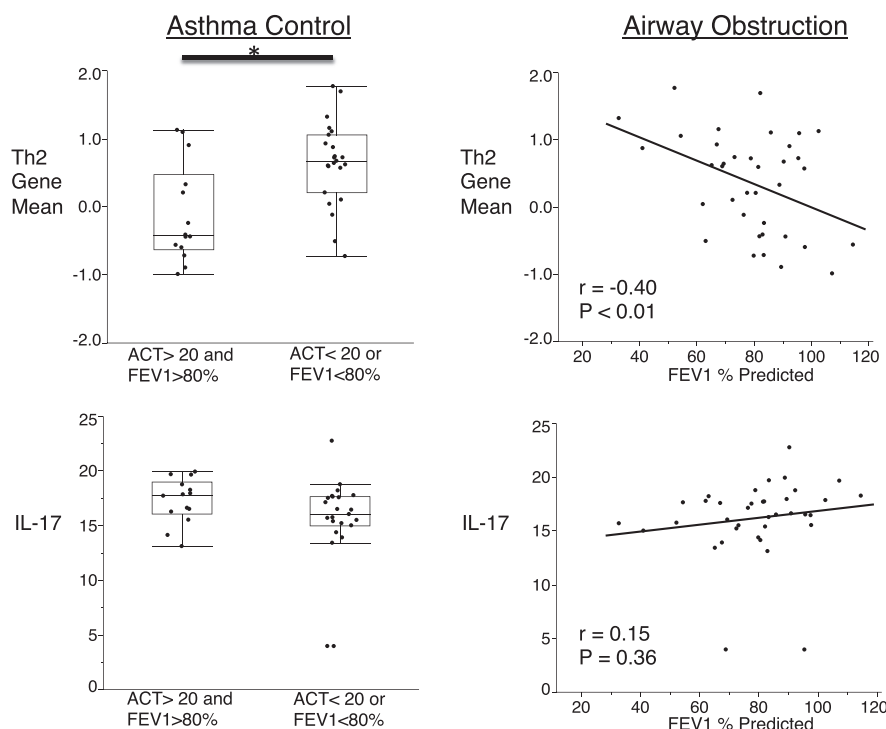 Asthma Control
*
Th2
Gene
Mean
2.0
1.0
0.0
-1.0
-2.0
ACT> 20 and
FEV1>80%
ACT< 20 or
FEV1<80%
Airway Obstruction
Th2
Gene
Mean
2.0
1.0
0.0
-1.0
-2.0
r = -0.40
P < 0.01
20 40 60 80 100 120
FEV1 % Predicted
IL-17
25
20
15
10
5
0
ACT> 20 and
FEV1>80%
ACT< 20 or
FEV1<80%
IL-17
25
20
15
10
5
0
r = 0.15
P = 0.36
20 40 60 80 100 120
FEV1 % Predicted